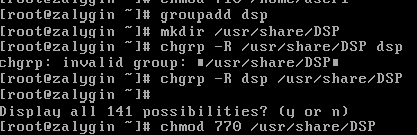 [root@zalygin ~]# groupadd dsp
[root@zalygin ~]# mkdir /usr/share/DSP
[root@zalygin ~]# chgrp -R /usr/share/DSP dsp
chgrp: invalid group: ■/usr/share/DSP■
[root@zalygin ~]# chgrp -R dsp /usr/share/DSP
[root@zalygin ~]#
Display all 141 possibilities? (y or n)
[root@zalygin ~]# chmod 770 /usr/share/DSP